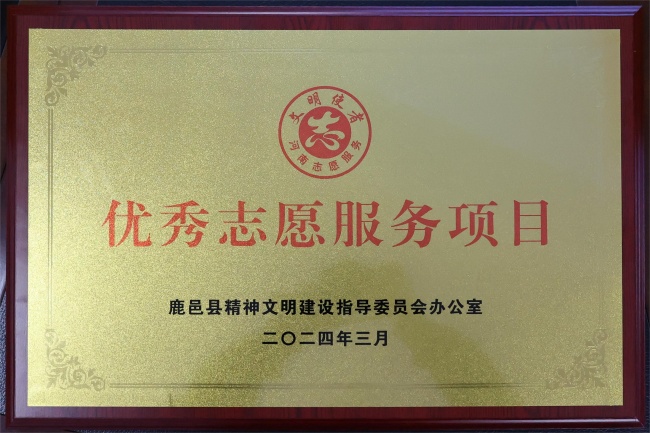 文明使者
志
河南志愿服务
优秀志愿服务项目
鹿邑县精神文明建设指导委员会办公室
二〇二四年三月